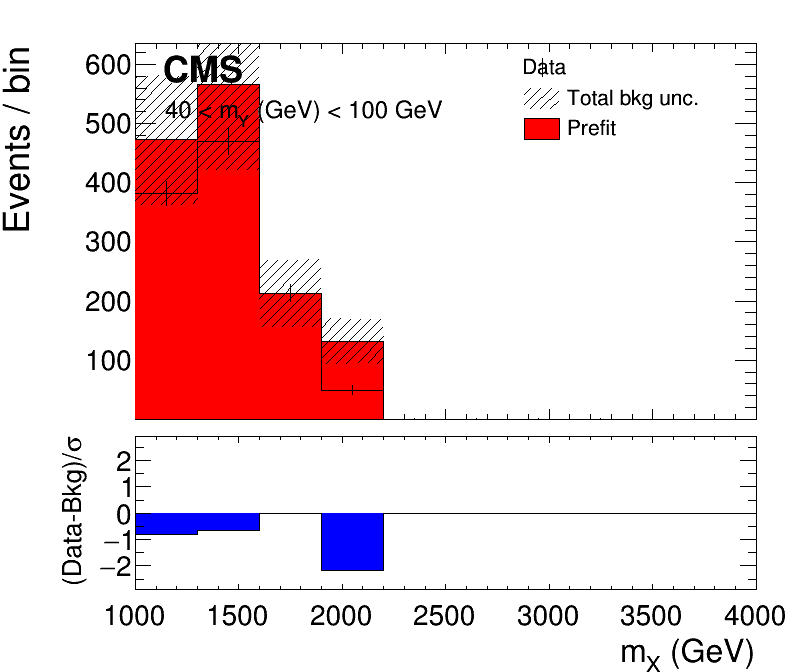 CMS
40 < mY (GeV) < 100 GeV
Data
Total bkg unc.
Prefit
Events / bin
600
500
400
300
200
100
(Data-Bkg)/σ
2
1
0
−1
−2
1000 1500 2000 2500 3000 3500 4000
mX (GeV)